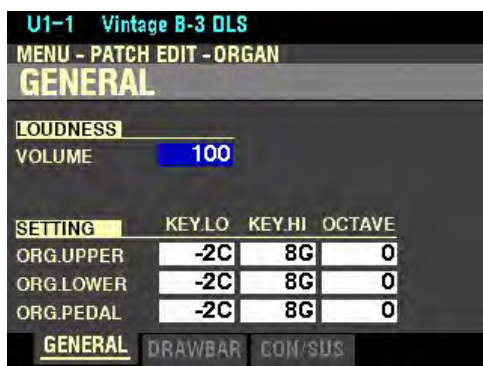 U1-1 Vintage B-3 DLS
MENU - PATCH EDIT - ORGAN
GENERAL
LOUDNESS
VOLUME 100
SETTING KEY.LO KEY.HI OCTAVE
ORG.UPPER -2C 8G 0
ORG.LOWER -2C 8G 0
ORG.PEDAL -2C 8G 0
GENERAL DRAWBAR CON/SUS